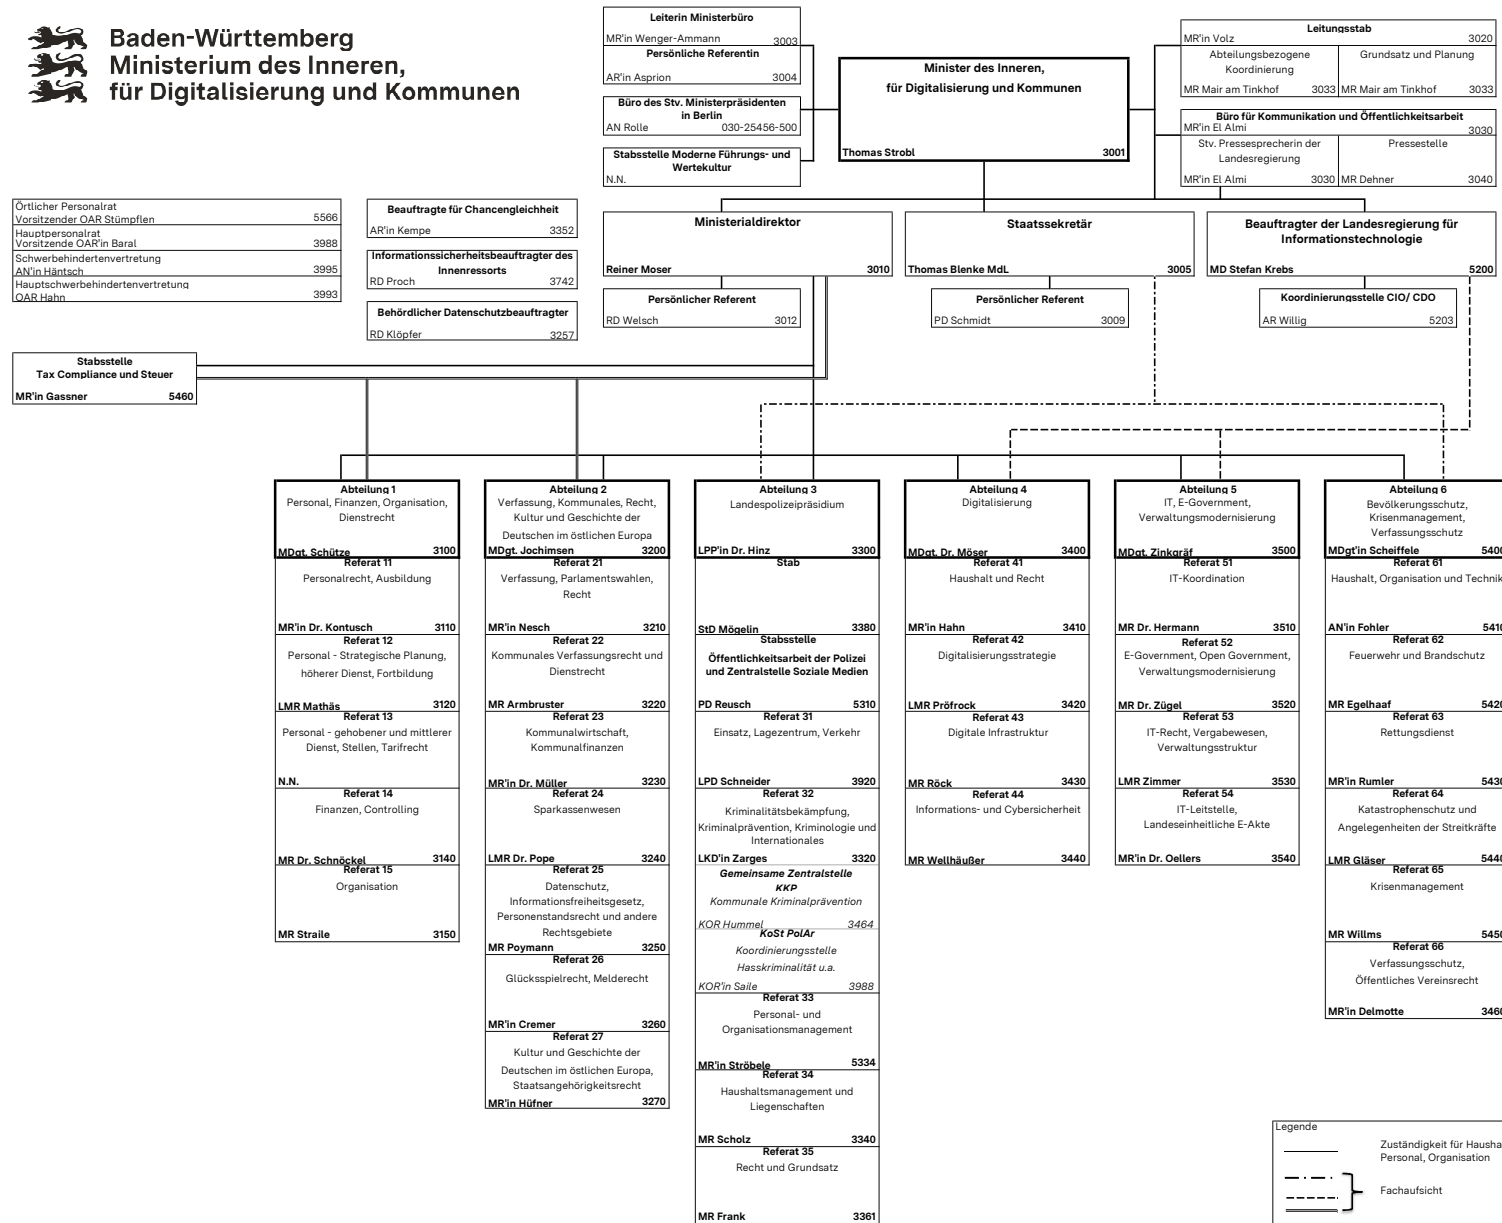 Baden-Württemberg
Ministerium des Inneren,
für Digitalisierung und Kommunen
Leiterin Ministerbüro
MR'in Wenger-Ammann 3003
Persönliche Referentin
AR'in Asprion 3004
Büro des Stv. Ministerpräsidenten
in Berlin
AN Rolle 030-25456-500
Stabsstelle Moderne Führungs- und
Wertekultur
N.N.
Minister des Inneren,
für Digitalisierung und Kommunen
Thomas Strobl 3001
Leitungsstab
MR'in Volz 3020
Abteilungsbezogene
Koordinierung
MR Mair am Tinkhof 3033
Grundsatz und Planung
MR Mair am Tinkhof 3033
Büro für Kommunikation und Öffentlichkeitsarbeit
MR'in El Almi 3030
Stv. Pressesprecherin der
Landesregierung
MR'in El Almi 3030
Pressestelle
MR Dehner 3040
Örtlicher Personalrat
Vorsitzender OAR Stümpflen 5566
Hauptpersonalrat
Vorsitzende OAR'in Baral 3988
Schwerbehindertenvertretung
AN'in Häntsch 3995
Hauptschwerbehindertenvertretung
OAR Hahn 3993
Beauftragte für Chancengleichheit
AR'in Kempe 3352
Informationssicherheitsbeauftragter des
Innenressorts
RD Proch 3742
Behördlicher Datenschutzbeauftragter
RD Klöpfer 3257
Ministerialdirektor
Reiner Moser 3010
Persönlicher Referent
RD Welsch 3012
Staatssekretär
Thomas Blenke MdL 3005
Persönlicher Referent
PD Schmidt 3009
Beauftragter der Landesregierung für
Informationstechnologie
MD Stefan Krebs 5200
Koordinierungsstelle CIO/ CDO
AR Willig 5203
Stabsstelle
Tax Compliance und Steuer
MR'in Gassner 5460
Abteilung 1
Personal, Finanzen, Organisation,
Dienstrecht
MDgt. Schütze 3100
Referat 11
Personalrecht, Ausbildung
MR'in Dr. Kontusch 3110
Referat 12
Personal - Strategische Planung,
höherer Dienst, Fortbildung
LMR Mathäs 3120
Referat 13
Personal - gehobener und mittlerer
Dienst, Stellen, Tarifrecht
N.N. 3130
Referat 14
Finanzen, Controlling
MR Dr. Schnöckel 3140
Referat 15
Organisation
MR Straile 3150
Abteilung 2
Verfassung, Kommunales, Recht,
Kultur und Geschichte der
Deutschen im östlichen Europa
MDgt. Jochimsen 3200
Referat 21
Verfassung, Parlamentswahlen,
Recht
MR'in Nesch 3210
Referat 22
Kommunales Verfassungsrecht und
Dienstrecht
MR Armbruster 3220
Referat 23
Kommunalwirtschaft,
Kommunalfinanzen
MR'in Dr. Müller 3230
Referat 24
Sparkassenwesen
LMR Dr. Pope 3240
Referat 25
Datenschutz,
Informationsfreiheitsgesetz,
Personenstandsrecht und andere
Rechtsgebiete
MR Poymann 3250
Referat 26
Glücksspielrecht, Melderecht
MR'in Cremer 3260
Referat 27
Kultur und Geschichte der
Deutschen im östlichen Europa,
Staatsangehörigkeitsrecht
MR'in Hüfner 3270
Abteilung 3
Landespolizeipräsidium
LPP'in Dr. Hinz 3300
Stab
StD Mögelin 3380
Stabsstelle
Öffentlichkeitsarbeit der Polizei
und Zentralstelle Soziale Medien
PD Reusch 5310
Referat 31
Einsatz, Lagezentrum, Verkehr
LPD Schneider 3920
Referat 32
Kriminalitätsbekämpfung,
Kriminalprävention, Kriminologie und
Internationales
LKD'in Zarges 3320
Gemeinsame Zentralstelle
KKP
Kommunale Kriminalprävention
KOR Hummel 3464
KoSt PolAr
Koordinierungsstelle
Hasskriminalität u.a.
KOR'in Saile 3988
Referat 33
Personal- und
Organisationsmanagement
MR'in Ströbele 5334
Referat 34
Haushaltsmanagement und
Liegenschaften
MR Scholz 3340
Referat 35
Recht und Grundsatz
MR Frank 3361
Abteilung 4
Digitalisierung
MDgt. Dr. Möser 3400
Referat 41
Haushalt und Recht
MR'in Hahn 3410
Referat 42
Digitalisierungsstrategie
LMR Pröfrock 3420
Referat 43
Digitale Infrastruktur
MR Röck 3430
Referat 44
Informations- und Cybersicherheit
MR Wellhäußer 3440
Abteilung 5
IT, E-Government,
Verwaltungsmodernisierung
MDgt. Zinkgräf 3500
Referat 51
IT-Koordination
MR Dr. Hermann 3510
Referat 52
E-Government, Open Government,
Verwaltungsmodernisierung
MR Dr. Zügel 3520
Referat 53
IT-Recht, Vergabewesen,
Verwaltungsstruktur
LMR Zimmer 3530
Referat 54
IT-Leitstelle,
Landeseinheitliche E-Akte
MR'in Dr. Oellers 3540
Abteilung 6
Bevölkerungsschutz,
Krisenmanagement,
Verfassungsschutz
MDgt'in Scheiffele 5400
Referat 61
Haushalt, Organisation und Technik
AN'in Fohler 5410
Referat 62
Feuerwehr und Brandschutz
MR Egelhaaf 5420
Referat 63
Rettungsdienst
MR'in Rumler 5430
Referat 64
Katastrophenschutz und
Angelegenheiten der Streitkräfte
LMR Gläser 5440
Referat 65
Krisenmanagement
MR Willms 5450
Referat 66
Verfassungsschutz,
Öffentliches Vereinsrecht
MR'in Delmotte 3460
Legende
Zuständigkeit für
Personal, Organisation
Fachaufsicht